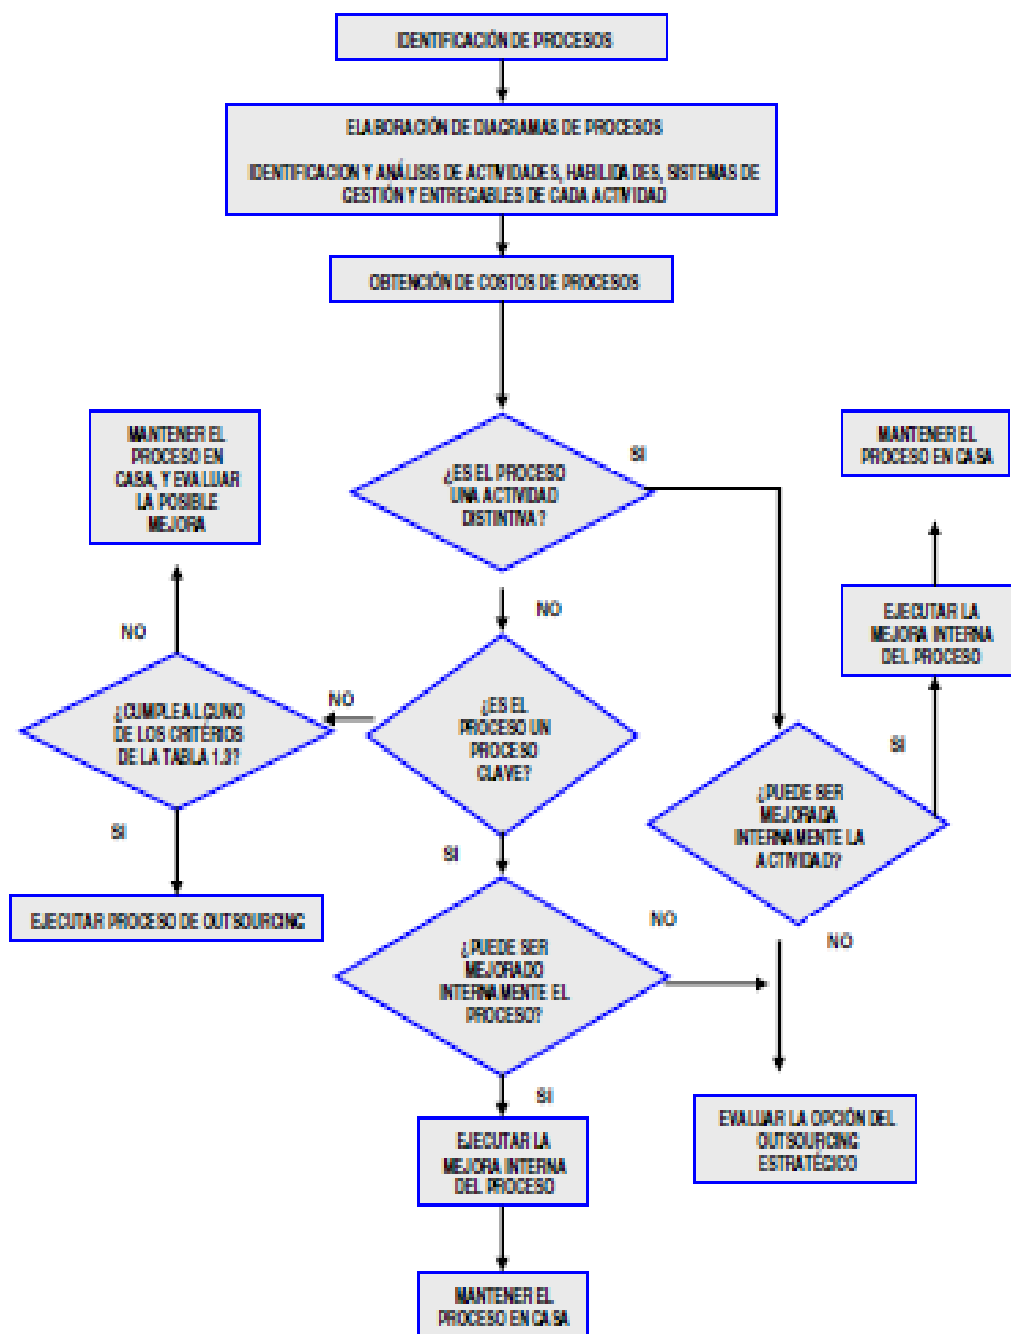 IDENTIFICACIÓN DE PROCESOS
ELABORACIÓN DE DIAGRAMAS DE PROCESOS
IDENTIFICACION Y ANÁLISIS DE ACTIVIDADES, HABILIDADES, SISTEMAS DE
GESTIÓN Y ENTREGABLES DE CADA ACTIVIDAD
OBTENCIÓN DE COSTOS DE PROCESOS
MANTENER EL
PROCESO EN
CASA, Y EVALUAR
LA POSIBLE
MEJORA
¿ES EL PROCESO
UNA ACTIVIDAD
DISTINTIVA?
SI
MANTENER EL
PROCESO EN CASA
NO
NO
EJECUTAR LA
MEJORA INTERNA
DEL PROCESO
¿CUMPLE ALGUNO
DE LOS CRITÉRIOS
DE LA TABLA 1.3?
NO
¿ES EL
PROCESO UN
PROCESO
CLAVE?
SI
¿PUEDE SER
MEJORADA
INTERNAMENTE LA
ACTIVIDAD?
SI
SI
EJECUTAR PROCESO DE OUTSOURCING
¿PUEDE SER
MEJORADO
INTERNAMENTE EL
PROCESO?
NO
NO
SI
EJECUTAR LA
MEJORA INTERNA
DEL PROCESO
EVALUAR LA OPCIÓN DEL
OUTSOURCING
ESTRATÉGICO
MANTENER EL
PROCESO EN CASA